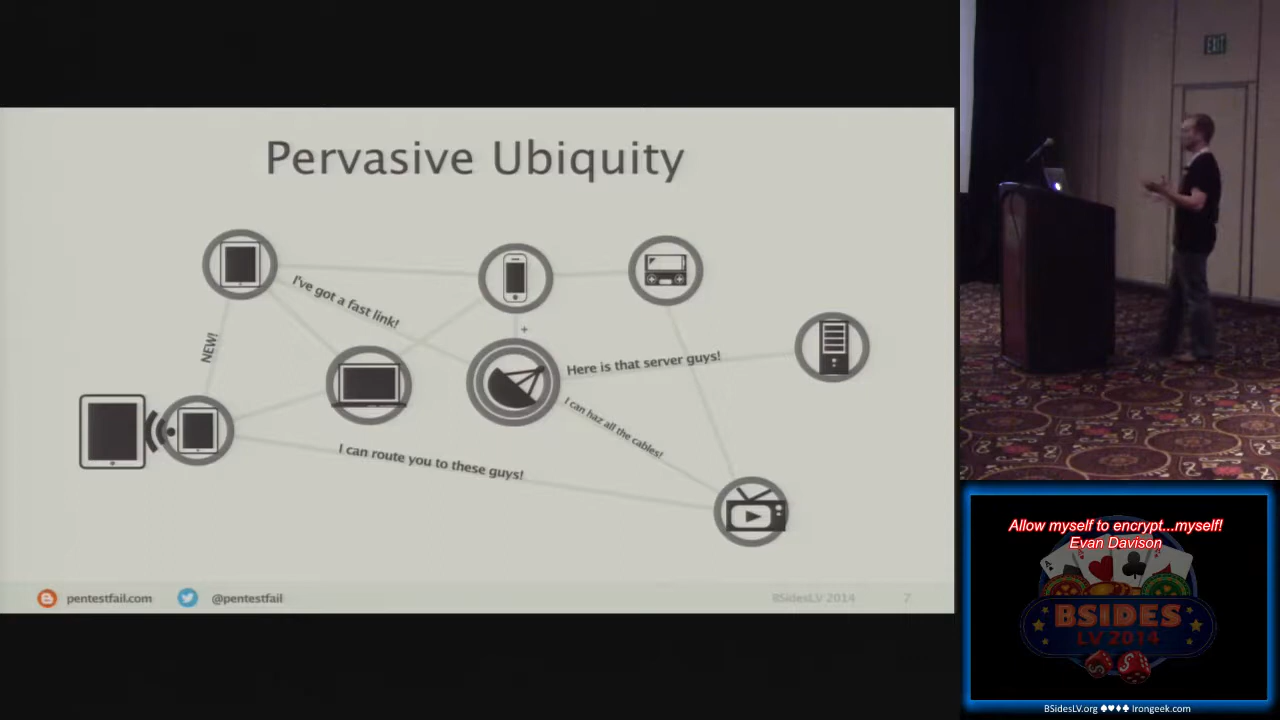 Pervasive Ubiquity
I've got a fast link!
NEW!
+
Here is that server guys!
I can haz all the cables!
I can route you to these guys!
pentestfail.com
@pentestfail
BSidesLV 2014
7
EXIT
Allow myself to encrypt...myself!
Evan Davison
BSIDES
LV 2014
BSidesLV.org ♠♥♦♣ Irongeek.com